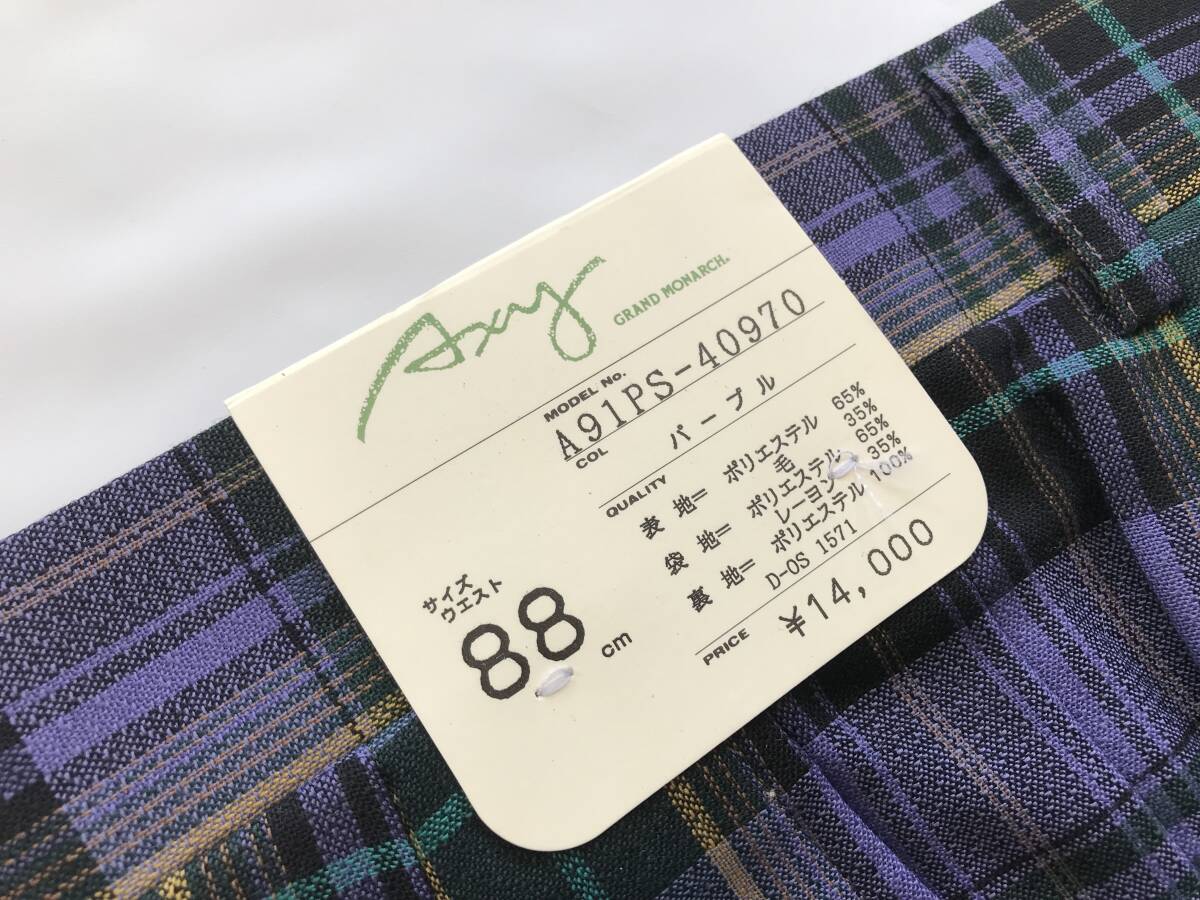 Axy
GRAND MONARCH®
MODEL No.
A91PS-40970
COL パープル
QUALITY
表 地= ポリエステル 65%
毛 35%
袋 地= ポリエステル 65%
レーヨン 35%
裏 地= ポリエステル 100%
D-OS 1571
PRICE ¥14,000
サイズ
ウエスト
88 cm